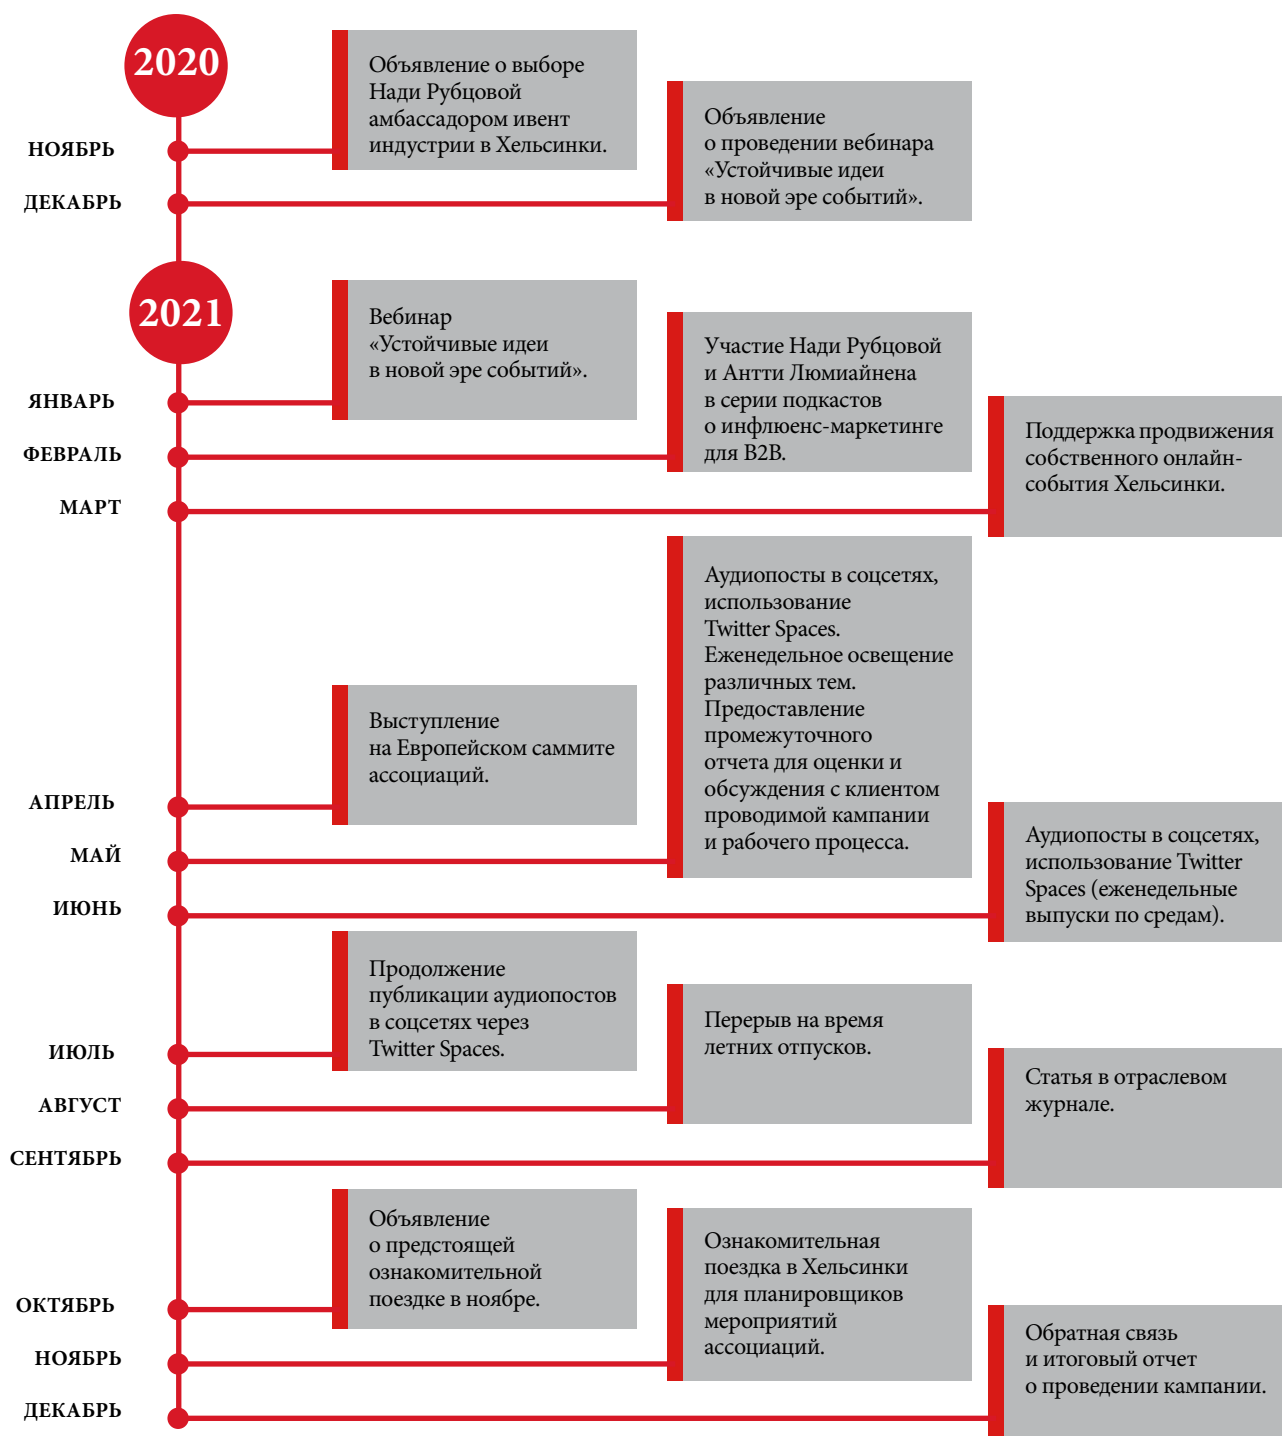 2020
НОЯБРЬ
Объявление о выборе
Нади Рубцовой
амбассадором ивент
индустрии в Хельсинки.
ДЕКАБРЬ
Объявление
о проведении вебинара
«Устойчивые идеи
в новой эре событий».
2021
ЯНВАРЬ
Вебинар
«Устойчивые идеи
в новой эре событий».
ФЕВРАЛЬ
Участие Нади Рубцовой
и Антти Люмиайнена
в серии подкастов
о инфлюенс-маркетинге
для B2B.
МАРТ
Поддержка продвижения
собственного онлайн-
события Хельсинки.
АПРЕЛЬ
Выступление
на Европейском саммите
ассоциаций.
МАЙ
Аудиопосты в соцсетях,
использование
Twitter Spaces.
Еженедельное освещение
различных тем.
Предоставление
промежуточного
отчета для оценки и
обсуждения с клиентом
проводимой кампании
и рабочего процесса.
ИЮНЬ
Аудиопосты в соцсетях,
использование Twitter
Spaces (еженедельные
выпуски по средам).
ИЮЛЬ
Продолжение
публикации аудиопостов
в соцсетях через
Twitter Spaces.
АВГУСТ
Перерыв на время
летних отпусков.
СЕНТЯБРЬ
Статья в отраслевом
журнале.
ОКТЯБРЬ
Объявление
о предстоящей
ознакомительной
поездке в ноябре.
НОЯБРЬ
Ознакомительная
поездка в Хельсинки
для планировщиков
мероприятий
ассоциаций.
ДЕКАБРЬ
Обратная связь
и итоговый отчет
о проведении кампании.